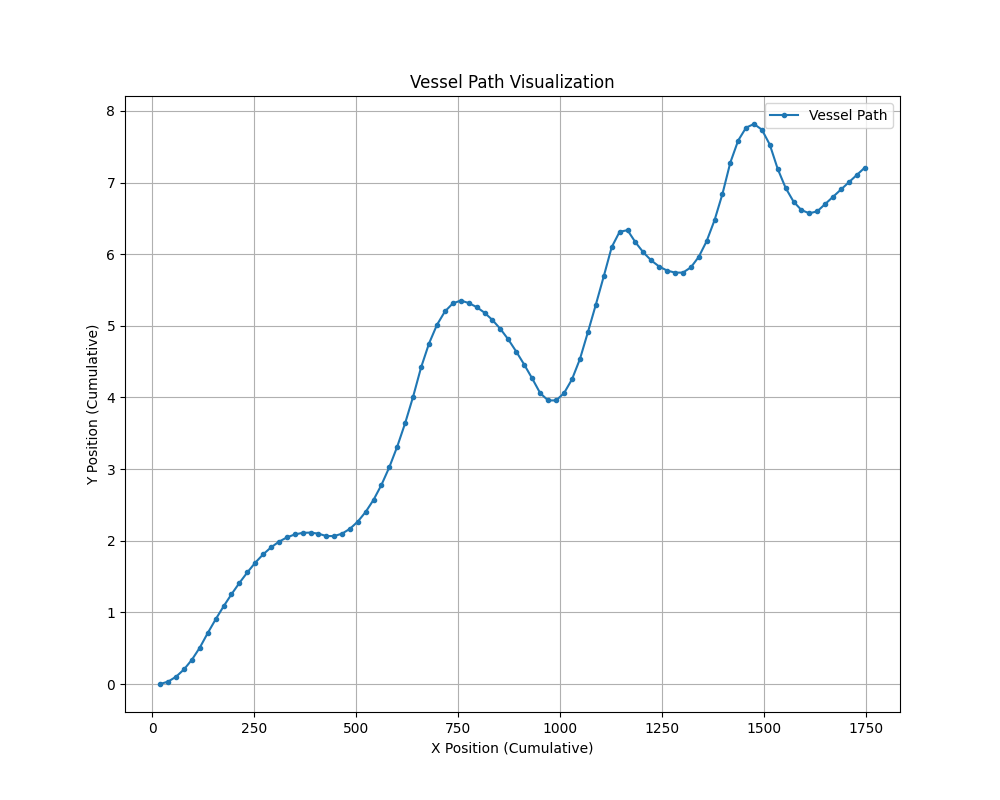 Vessel Path Visualization
Vessel Path
8
7
6
5
4
3
2
1
0
Y Position (Cumulative)
0 250 500 750 1000 1250 1500 1750
X Position (Cumulative)